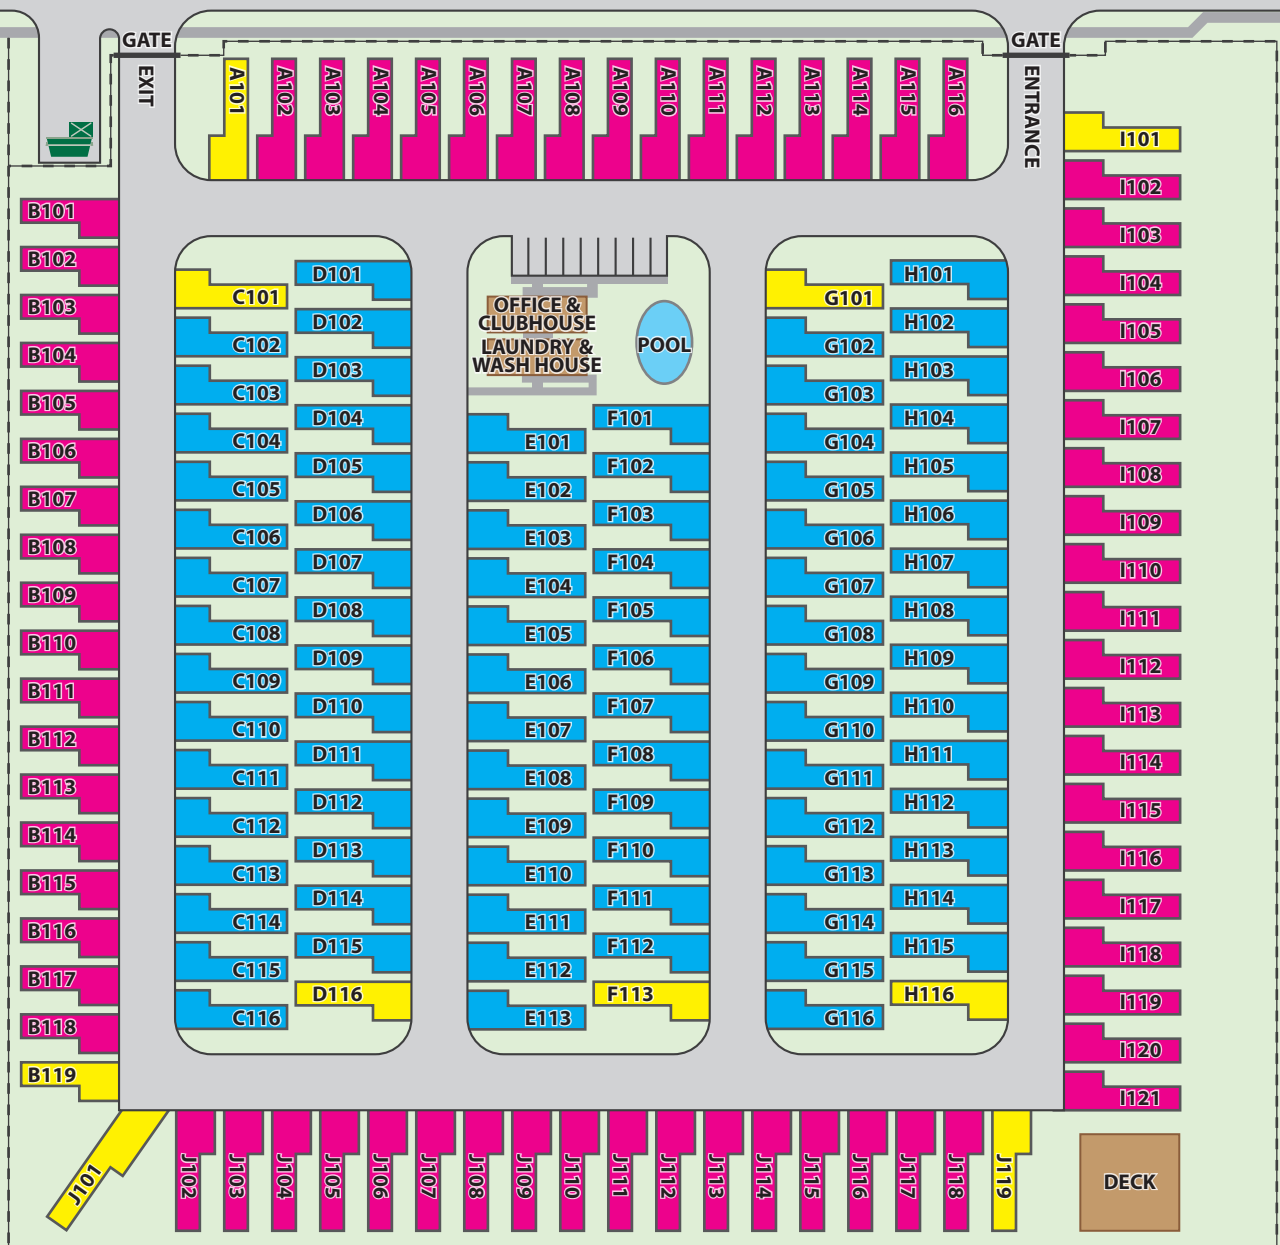 GATE
EXIT
GATE
ENTRANCE
A101
A102
A103
A104
A105
A106
A107
A108
A109
A110
A111
A112
A113
A114
A115
A116
B101
B102
B103
B104
B105
B106
B107
B108
B109
B110
B111
B112
B113
B114
B115
B116
B117
B118
B119
C101
C102
C103
C104
C105
C106
C107
C108
C109
C110
C111
C112
C113
C114
C115
C116
D101
D102
D103
D104
D105
D106
D107
D108
D109
D110
D111
D112
D113
D114
D115
D116
OFFICE &
CLUBHOUSE
LAUNDRY &
WASH HOUSE
POOL
E101
E102
E103
E104
E105
E106
E107
E108
E109
E110
E111
E112
E113
F101
F102
F103
F104
F105
F106
F107
F108
F109
F110
F111
F112
F113
G101
G102
G103
G104
G105
G106
G107
G108
G109
G110
G111
G112
G113
G114
G115
G116
H101
H102
H103
H104
H105
H106
H107
H108
H109
H110
H111
H112
H113
H114
H115
H116
I101
I102
I103
I104
I105
I106
I107
I108
I109
I110
I111
I112
I113
I114
I115
I116
I117
I118
I119
I120
I121
J101
J102
J103
J104
J105
J106
J107
J108
J109
J110
J111
J112
J113
J114
J115
J116
J117
J118
J119
DECK